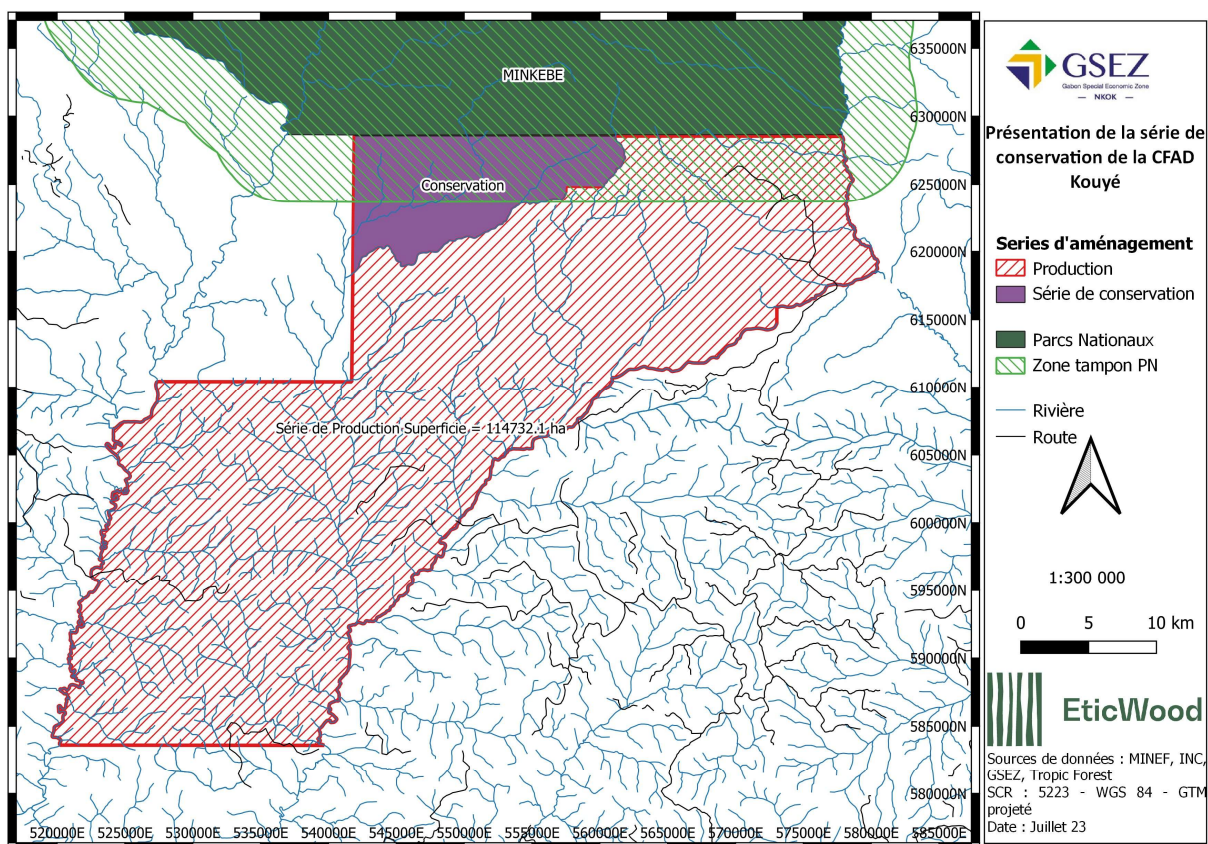 MINKEBE
Conservation
Série de Production Superficie = 114732.1 ha
635000N
630000N
625000N
620000N
615000N
610000N
605000N
600000N
595000N
590000N
585000N
580000N
520000E
525000E
530000E
535000E
540000E
545000E
550000E
555000E
560000E
565000E
570000E
575000E
580000E
585000E
GSEZ
Gabon Special Economic Zone
— NKOK —
Présentation de la série de
conservation de la CFAD
Kouyé
Series d'aménagement
Production
Série de conservation
Parcs Nationaux
Zone tampon PN
Rivière
Route
1:300 000
0 5 10 km
EticWood
Sources de données : MINEF, INC,
GSEZ, Tropic Forest
SCR : 5223 - WGS 84 - GTM
projeté
Date : Juillet 23